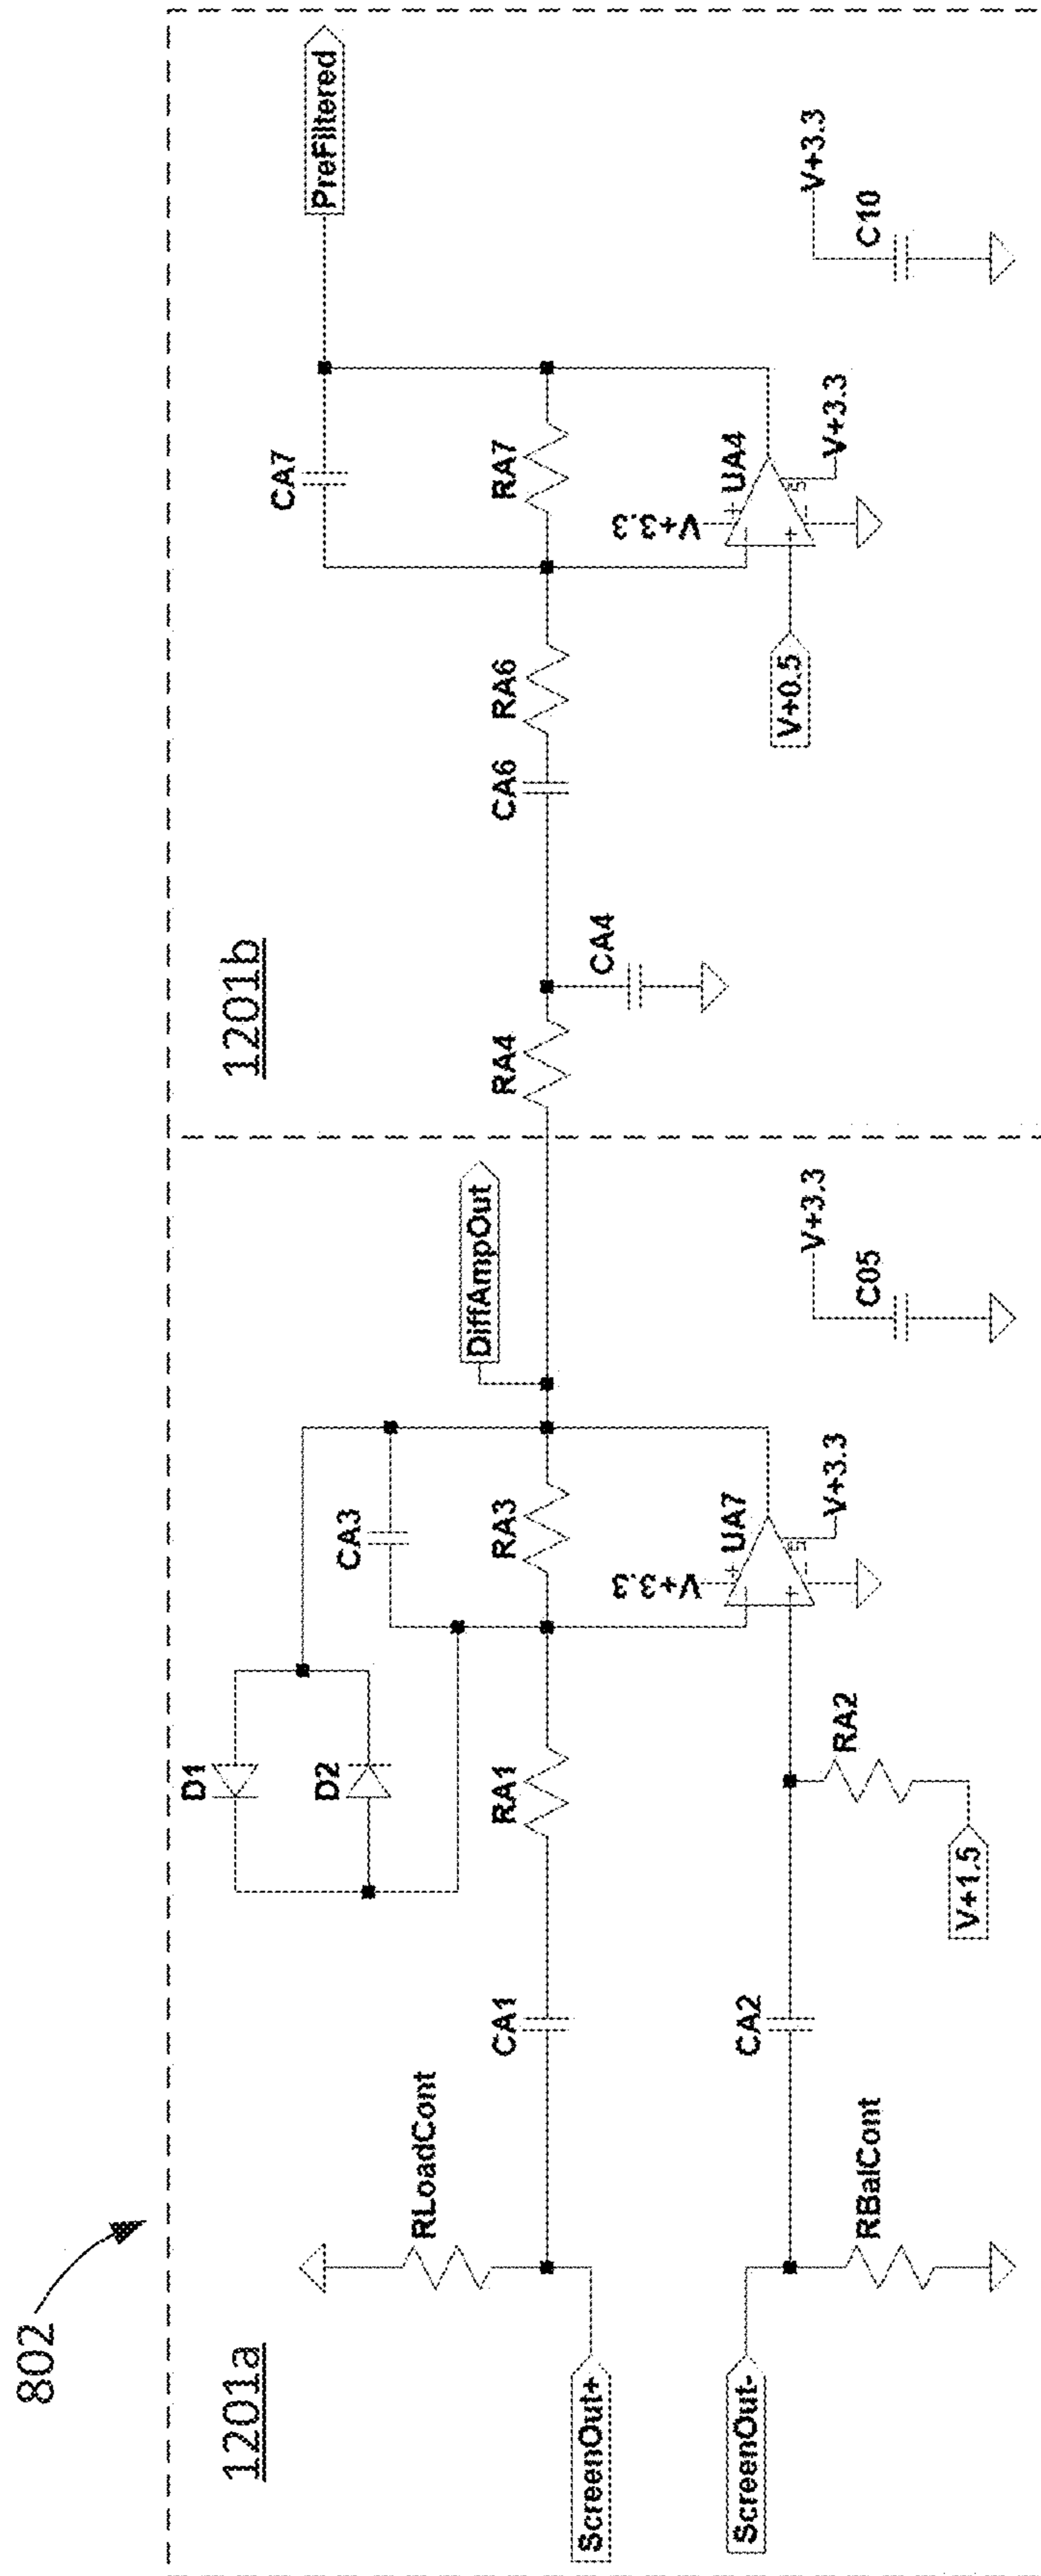 802
1201a
1201b
ScreenOut+
ScreenOut-
RLoadCont
RBalCont
CA1
CA2
RA1
RA2
V+1.5
D1
D2
CA3
RA3
V+3.3
UA7
V+3.3
DiffAmpOut
V+3.3
C05
RA4
CA4
CA6
RA6
CA7
RA7
V+3.3
UA4
V+3.3
V+0.5
PreFiltered
V+3.3
C10